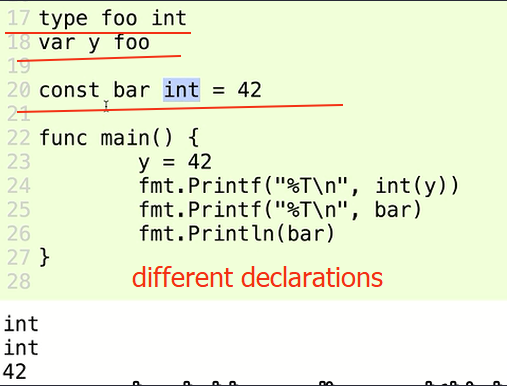 17 type foo int
18 var y foo
19
20 const bar int = 42
21
22 func main() {
23         y = 42
24         fmt.Printf("%T\n", int(y))
25         fmt.Printf("%T\n", bar)
26         fmt.Println(bar)
27 }
28
different declarations
int
int
42